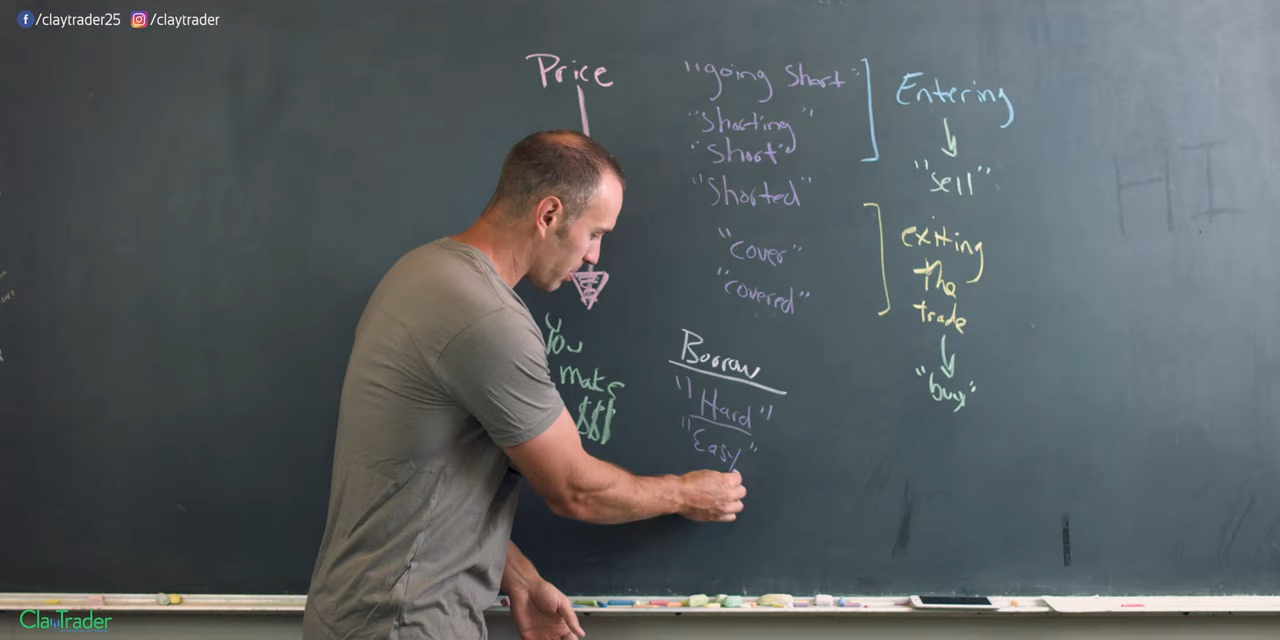 /claytrader25 /claytrader
Price
You
make
$$$
"going short"
"shorting"
"short"
"shorted"
"cover"
"covered"
Borrow
"Hard"
"Easy"
Entering
"sell"
exiting
the
trade
"buy"
HI
ClayTrader